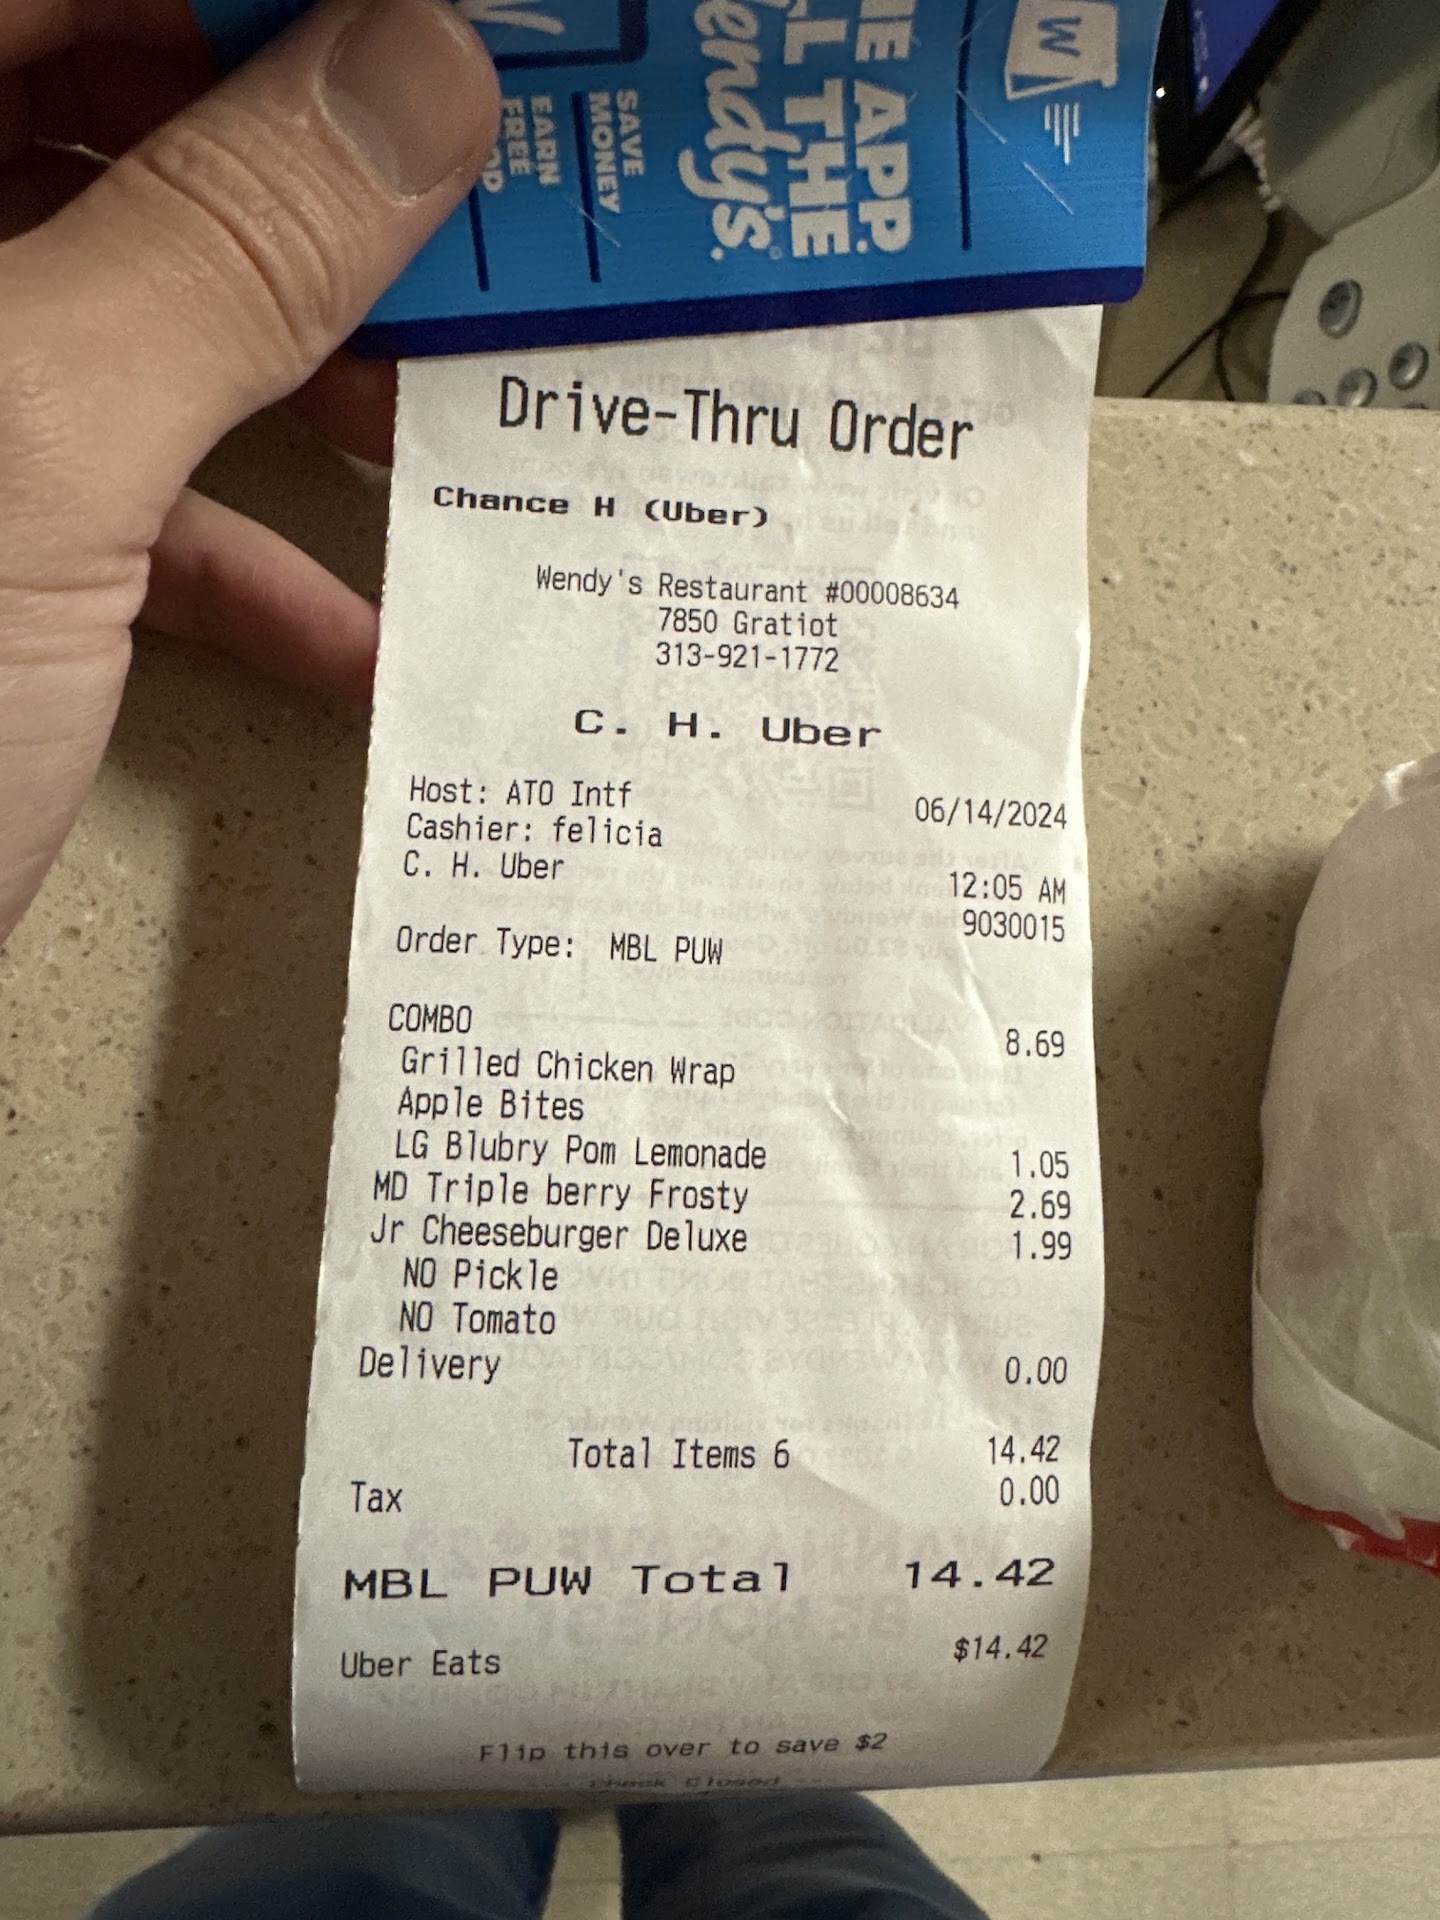 THE APP.
ALL THE
Wendy's.
SAVE
MONEY
EARN
FREE
W
Drive-Thru Order
Chance H (Uber)
Wendy's Restaurant #00008634
7850 Gratiot
313-921-1772
C. H. Uber
Host: ATO Intf
06/14/2024
Cashier: felicia
C. H. Uber
12:05 AM
9030015
Order Type: MBL PUW
COMBO 8.69
Grilled Chicken Wrap
Apple Bites
LG Blubry Pom Lemonade 1.05
MD Triple berry Frosty 2.69
Jr Cheeseburger Deluxe 1.99
NO Pickle
NO Tomato
Delivery 0.00
Total Items 6 14.42
Tax 0.00
MBL PUW Total 14.42
Uber Eats $14.42
Flip this over to save $2
--- Check Closed ---